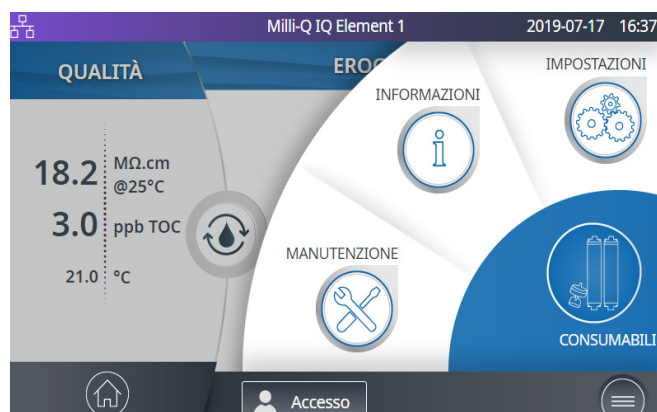 Milli-Q IQ Element 1
2019-07-17 16:37
QUALITÀ
18.2 MΩ.cm
@25°C
3.0 ppb TOC
21.0 °C
INFORMAZIONI
IMPOSTAZIONI
MANUTENZIONE
CONSUMABILI
Accesso